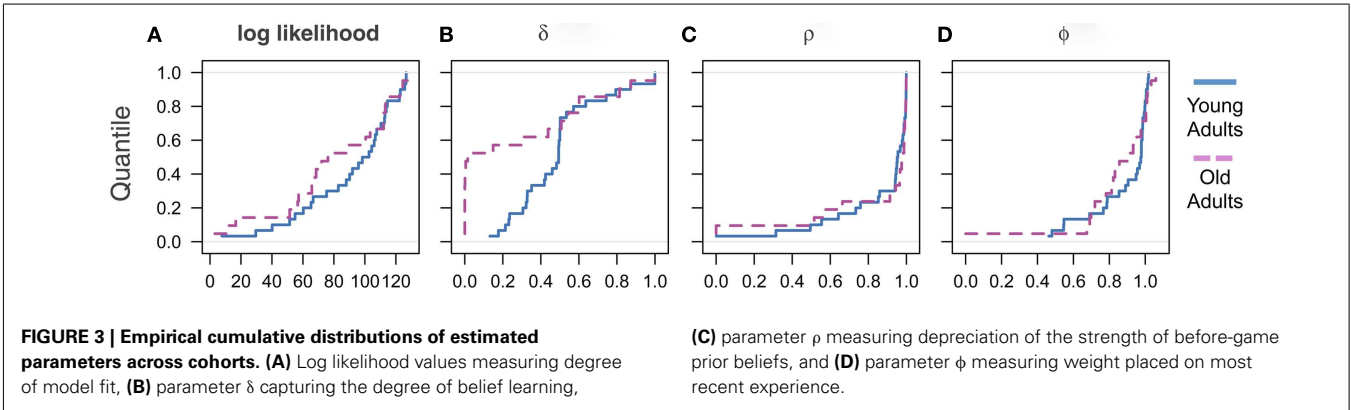 A log likelihood B δ C ρ D ϕ
Quantile
1.0
0.8
0.6
0.4
0.2
0.0
0 20 40 60 80 100 120
0.0 0.2 0.4 0.6 0.8 1.0
0.0 0.2 0.4 0.6 0.8 1.0
0.0 0.2 0.4 0.6 0.8 1.0
Young
Adults
Old
Adults
FIGURE 3 | Empirical cumulative distributions of estimated
parameters across cohorts. (A) Log likelihood values measuring degree
of model fit, (B) parameter δ capturing the degree of belief learning,
(C) parameter ρ measuring depreciation of the strength of before-game
prior beliefs, and (D) parameter ϕ measuring weight placed on most
recent experience.